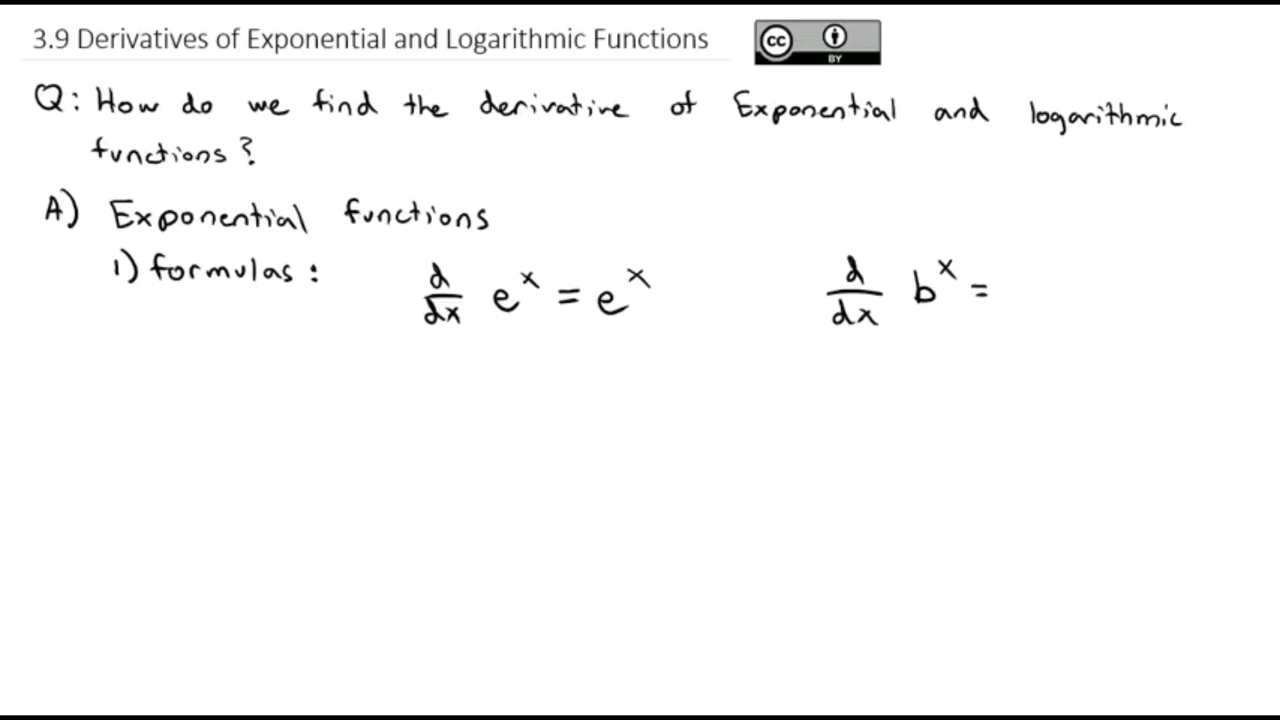 3.9 Derivatives of Exponential and Logarithmic Functions
cc BY
Q: How do we find the derivative of Exponential and logarithmic
functions?
A) Exponential functions
1) formulas: d/dx e^x = e^x d/dx b^x =